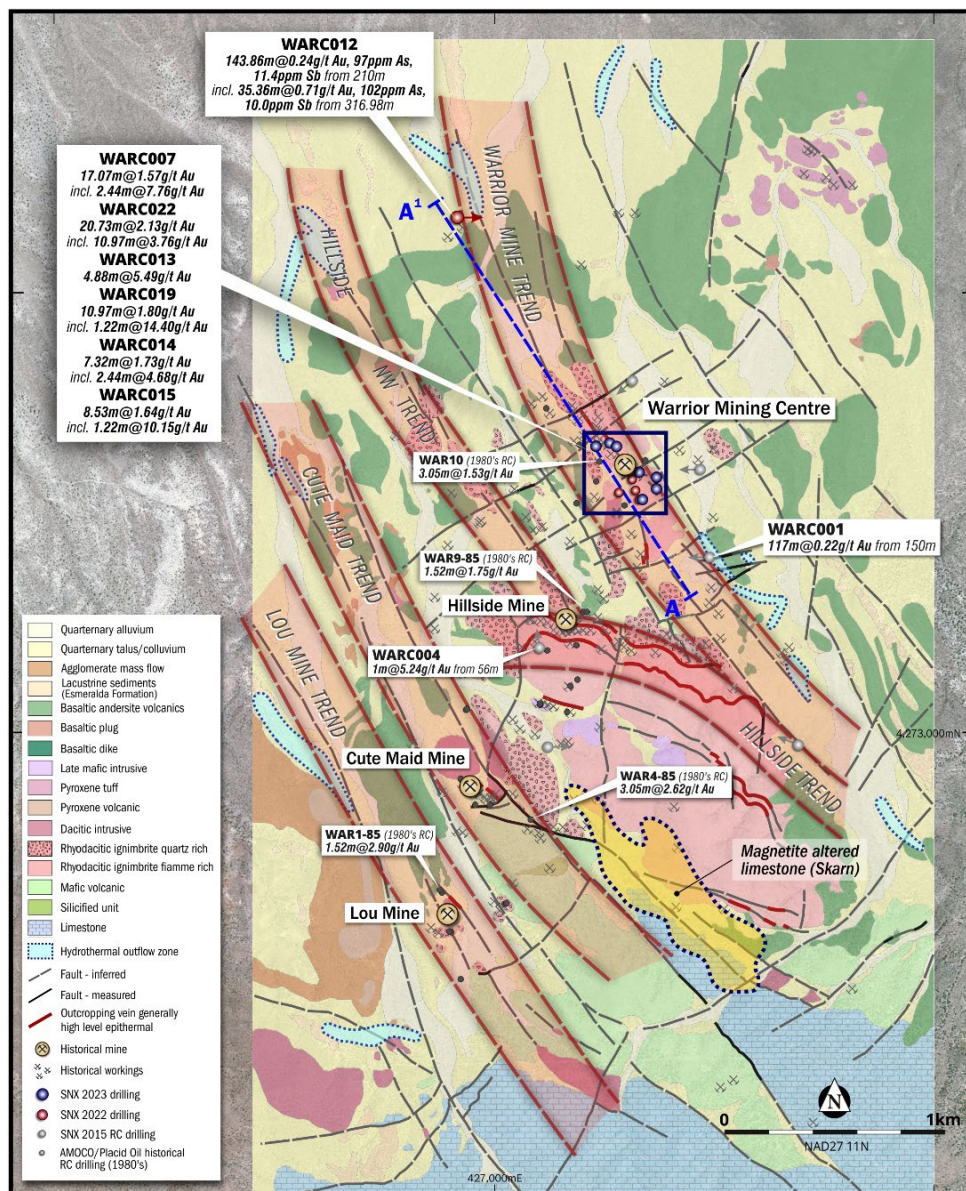 WARC012
143.86m@0.24g/t Au, 97ppm As,
11.4ppm Sb from 210m
incl. 35.36m@0.71g/t Au, 102ppm As,
10.0ppm Sb from 316.98m
WARC007
17.07m@1.57g/t Au
incl. 2.44m@7.76g/t Au
WARC022
20.73m@2.13g/t Au
incl. 10.97m@3.76g/t Au
WARC013
4.88m@5.49g/t Au
WARC019
10.97m@1.80g/t Au
incl. 1.22m@14.40g/t Au
WARC014
7.32m@1.73g/t Au
incl. 2.44m@4.68g/t Au
WARC015
8.53m@1.64g/t Au
incl. 1.22m@10.15g/t Au
A¹
WARRIOR MINE TREND
HILLSIDE
NW TREND
CUTE MAID TREND
LOU MINE TREND
HILLSIDE TREND
Warrior Mining Centre
WAR10 (1980's RC)
3.05m@1.53g/t Au
WARC001
117m@0.22g/t Au from 150m
A
WAR9-85 (1980's RC)
1.52m@1.75g/t Au
Hillside Mine
WARC004
1m@5.24g/t Au from 56m
4,273,000mN
Cute Maid Mine
WAR4-85 (1980's RC)
3.05m@2.62g/t Au
WAR1-85 (1980's RC)
1.52m@2.90g/t Au
Lou Mine
Magnetite altered
limestone (Skarn)
Quaternary alluvium
Quaternary talus/colluvium
Agglomerate mass flow
Lacustrine sediments
(Esmeralda Formation)
Basaltic andersite volcanics
Basaltic plug
Basaltic dike
Late mafic intrusive
Pyroxene tuff
Pyroxene volcanic
Dacitic intrusive
Rhyodacitic ignimbrite quartz rich
Rhyodacitic ignimbrite fiamme rich
Mafic volcanic
Silicified unit
Limestone
Hydrothermal outflow zone
Fault - inferred
Fault - measured
Outcropping vein generally
high level epithermal
Historical mine
Historical workings
SNX 2023 drilling
SNX 2022 drilling
SNX 2015 RC drilling
AMOCO/Placid Oil historical
RC drilling (1980's)
N
0 1km
NAD27 11N
427,000mE